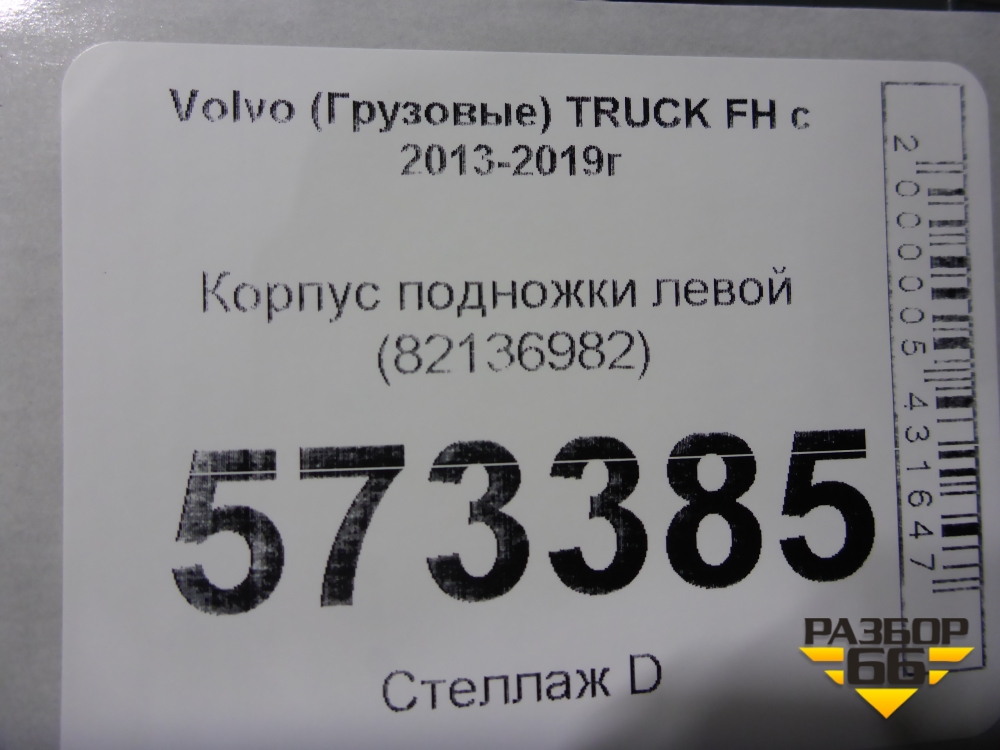 Volvo (Грузовые) TRUCK FH с
2013-2019г
Корпус подножки левой
(82136982)
573385
Стеллаж D
2000005431647
РАЗБОР
66